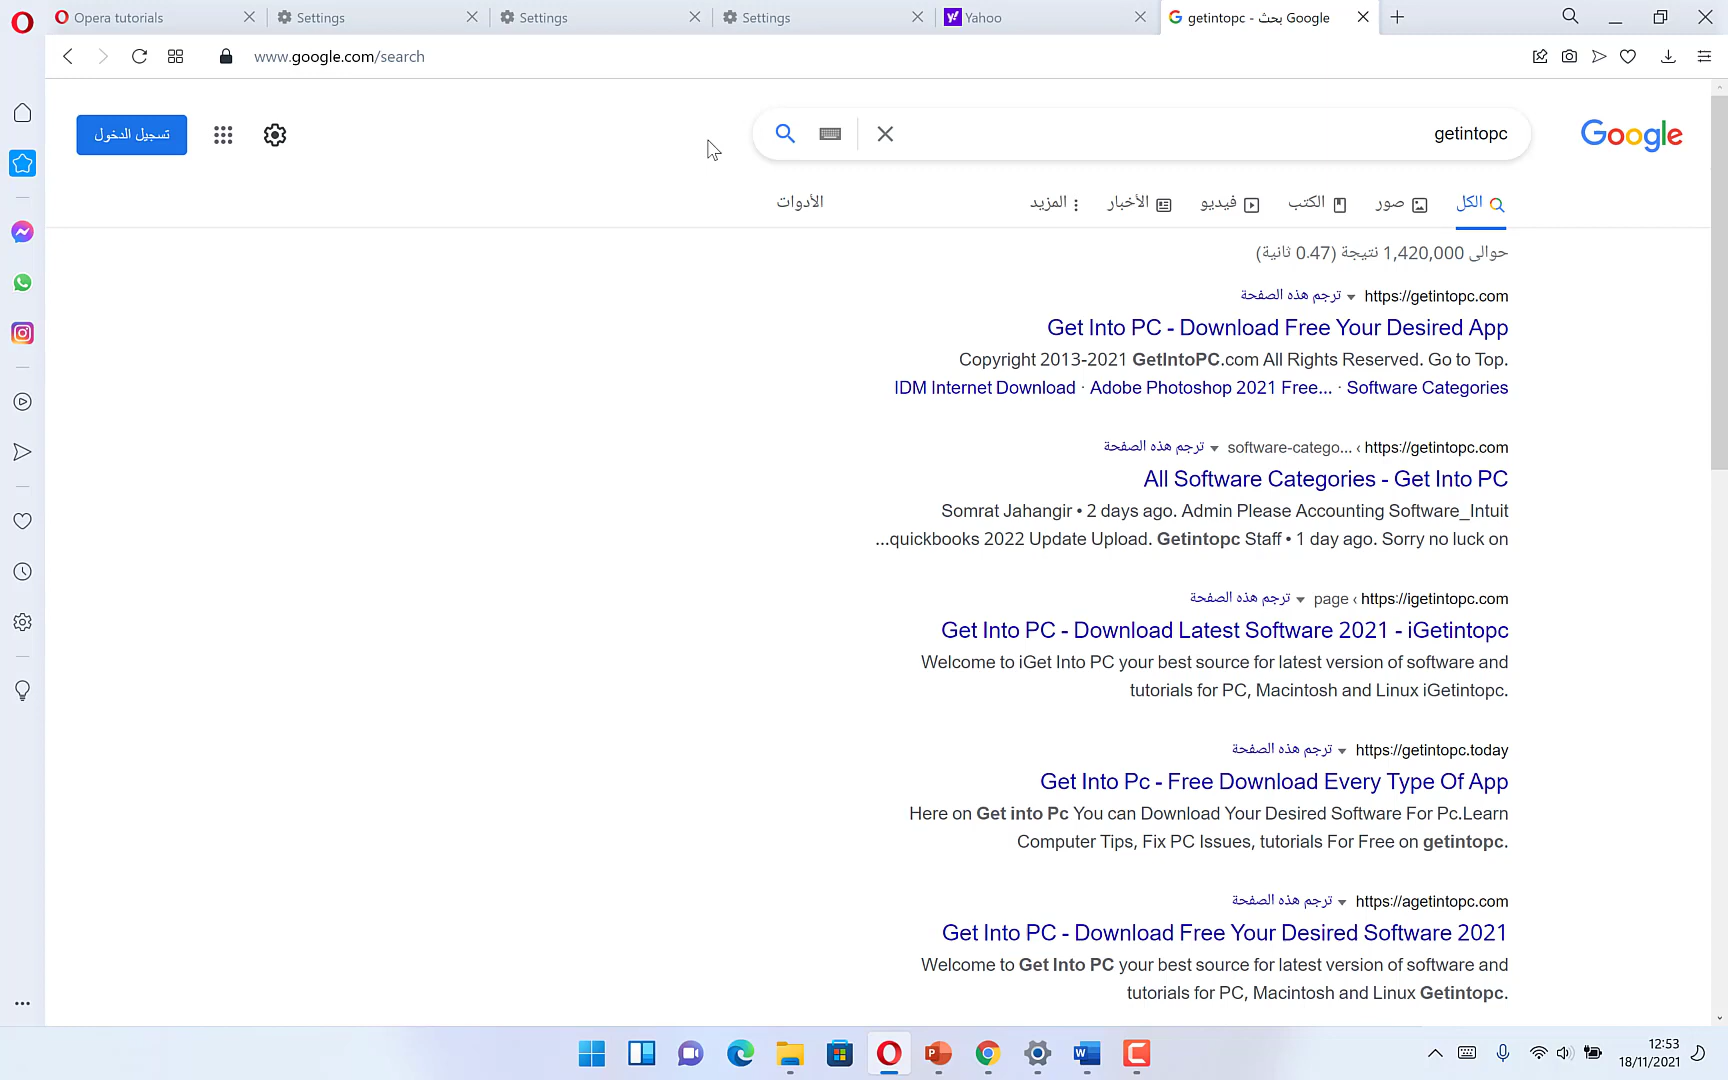 Opera tutorials
Settings
Settings
Settings
Yahoo
getintopc - بحث Google
www.google.com/search
تسجيل الدخول
getintopc
Google
الكل
صور
الكتب
فيديو
الأخبار
المزيد
الأدوات
حوالى 1,420,000 نتيجة (0.47 ثانية)
https://getintopc.com ترجم هذه الصفحة
Get Into PC - Download Free Your Desired App
Copyright 2013-2021 GetIntoPC.com All Rights Reserved. Go to Top.
IDM Internet Download · Adobe Photoshop 2021 Free... · Software Categories
https://getintopc.com › software-catego... ترجم هذه الصفحة
All Software Categories - Get Into PC
Somrat Jahangir • 2 days ago. Admin Please Accounting Software_Intuit
...quickbooks 2022 Update Upload. Getintopc Staff • 1 day ago. Sorry no luck on
https://igetintopc.com › page ترجم هذه الصفحة
Get Into PC - Download Latest Software 2021 - iGetintopc
Welcome to iGet Into PC your best source for latest version of software and
tutorials for PC, Macintosh and Linux iGetintopc.
https://getintopc.today ترجم هذه الصفحة
Get Into Pc - Free Download Every Type Of App
Here on Get into Pc You can Download Your Desired Software For Pc.Learn
Computer Tips, Fix PC Issues, tutorials For Free on getintopc.
https://agetintopc.com ترجم هذه الصفحة
Get Into PC - Download Free Your Desired Software 2021
Welcome to Get Into PC your best source for latest version of software and
tutorials for PC, Macintosh and Linux Getintopc.
12:53
18/11/2021